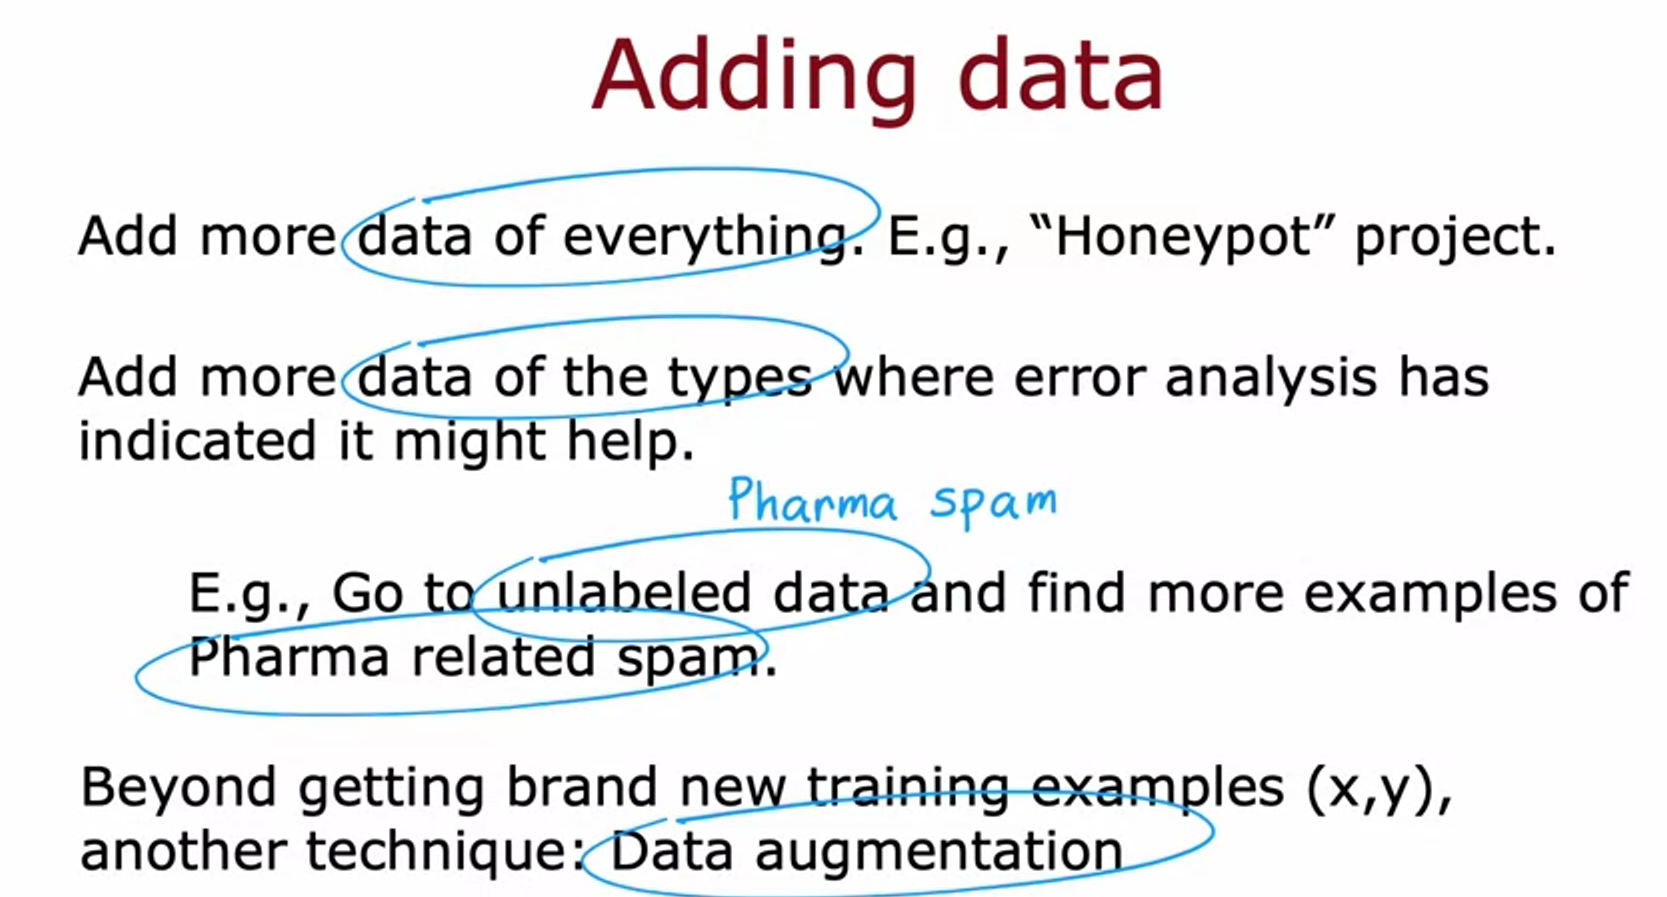 Adding data
Add more data of everything. E.g., “Honeypot” project.
Add more data of the types where error analysis has
indicated it might help.
Pharma spam
E.g., Go to unlabeled data and find more examples of
Pharma related spam.
Beyond getting brand new training examples (x,y),
another technique: Data augmentation